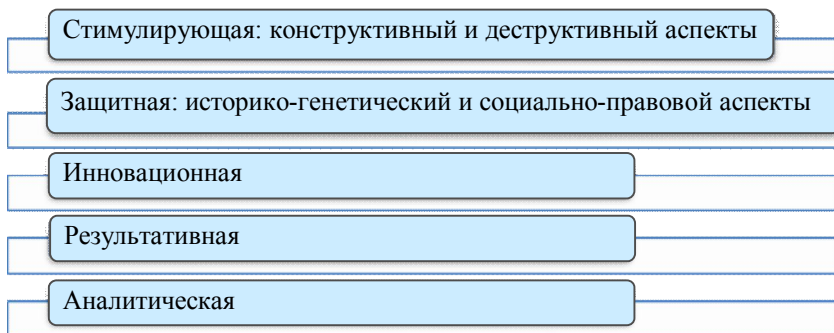 Стимулирующая: конструктивный и деструктивный аспекты
Защитная: историко-генетический и социально-правовой аспекты
Инновационная
Результативная
Аналитическая